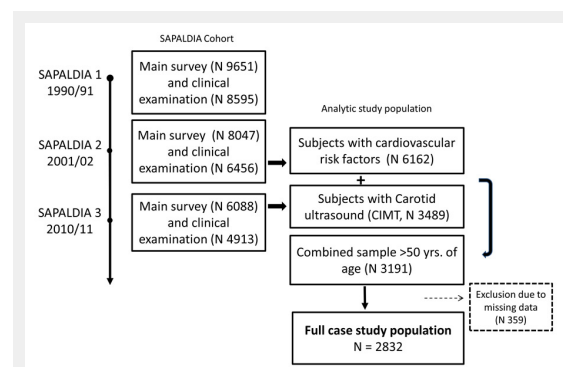 SAPALDIA Cohort
SAPALDIA 1
1990/91
Main survey (N 9651)
and clinical
examination (N 8595)
Analytic study population
SAPALDIA 2
2001/02
Main survey  (N 8047)
and clinical
examination (N 6456)
Subjects with cardiovascular
risk factors  (N 6162)
+
SAPALDIA 3
2010/11
Main survey (N 6088)
and clinical
examination (N 4913)
Subjects with Carotid
ultrasound (CIMT, N 3489)
Combined sample >50 yrs. of
age (N 3191)
Exclusion due to
missing data
(N 359)
Full case study population
N = 2832